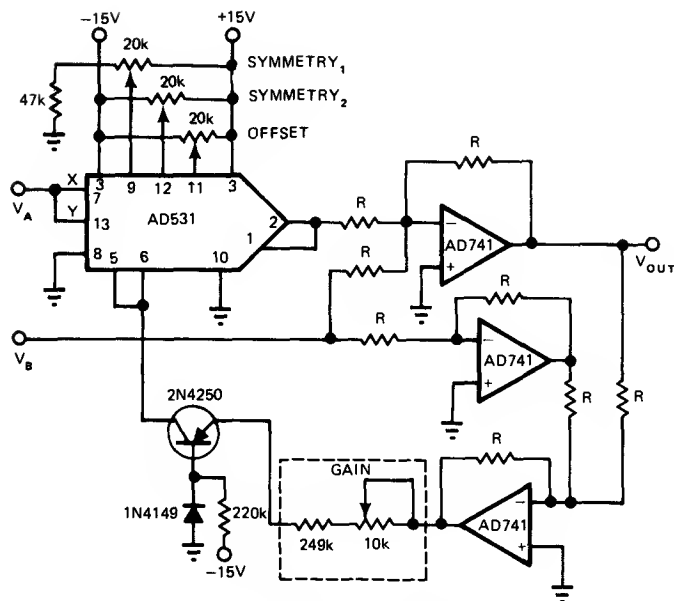 -15V +15V
20k SYMMETRY1
47k 20k SYMMETRY2
20k OFFSET
3 9 12 11 3
VA X 7
Y 13
AD531
2
1
8 5 6 10
R R
R
AD741
- +
VOUT
VB
R R
AD741
- +
R R
2N4250
GAIN
R
1N4149 220k
249k 10k
AD741
- +
-15V